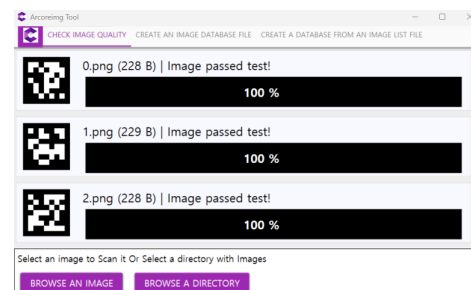 Arcoreimg Tool
CHECK IMAGE QUALITY CREATE AN IMAGE DATABASE FILE CREATE A DATABASE FROM AN IMAGE LIST FILE
0.png (228 B) | Image passed test!
100 %
1.png (229 B) | Image passed test!
100 %
2.png (228 B) | Image passed test!
100 %
Select an image to Scan it Or Select a directory with Images
BROWSE AN IMAGE BROWSE A DIRECTORY